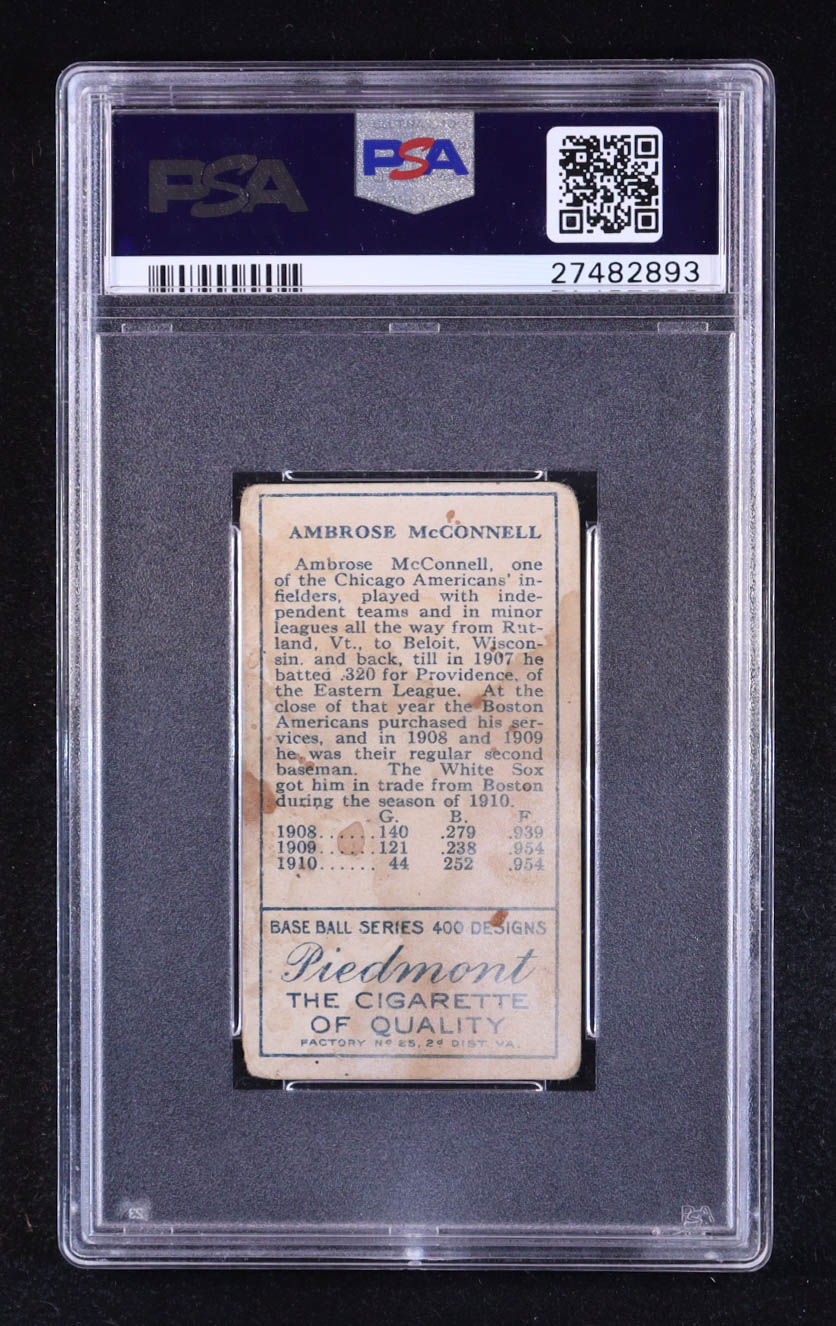 PSA
PSA
27482893
AMBROSE McCONNELL
Ambrose McConnell, one
of the Chicago Americans' in-
fielders, played with inde-
pendent teams and in minor
leagues all the way from Rut-
land, Vt., to Beloit, Wiscon-
sin. and back, till in 1907 he
batted .320 for Providence, of
the Eastern League. At the
close of that year the Boston
Americans purchased his ser-
vices, and in 1908 and 1909
he was their regular second
baseman. The White Sox
got him in trade from Boston
during the season of 1910.
G. B. F
1908......140 .279 .939
1909......121 .238 .954
1910...... 44 252 .954
BASE BALL SERIES 400 DESIGNS
Piedmont
THE CIGARETTE
OF QUALITY
FACTORY Nº 25, 2d DIST. VA.
PSA